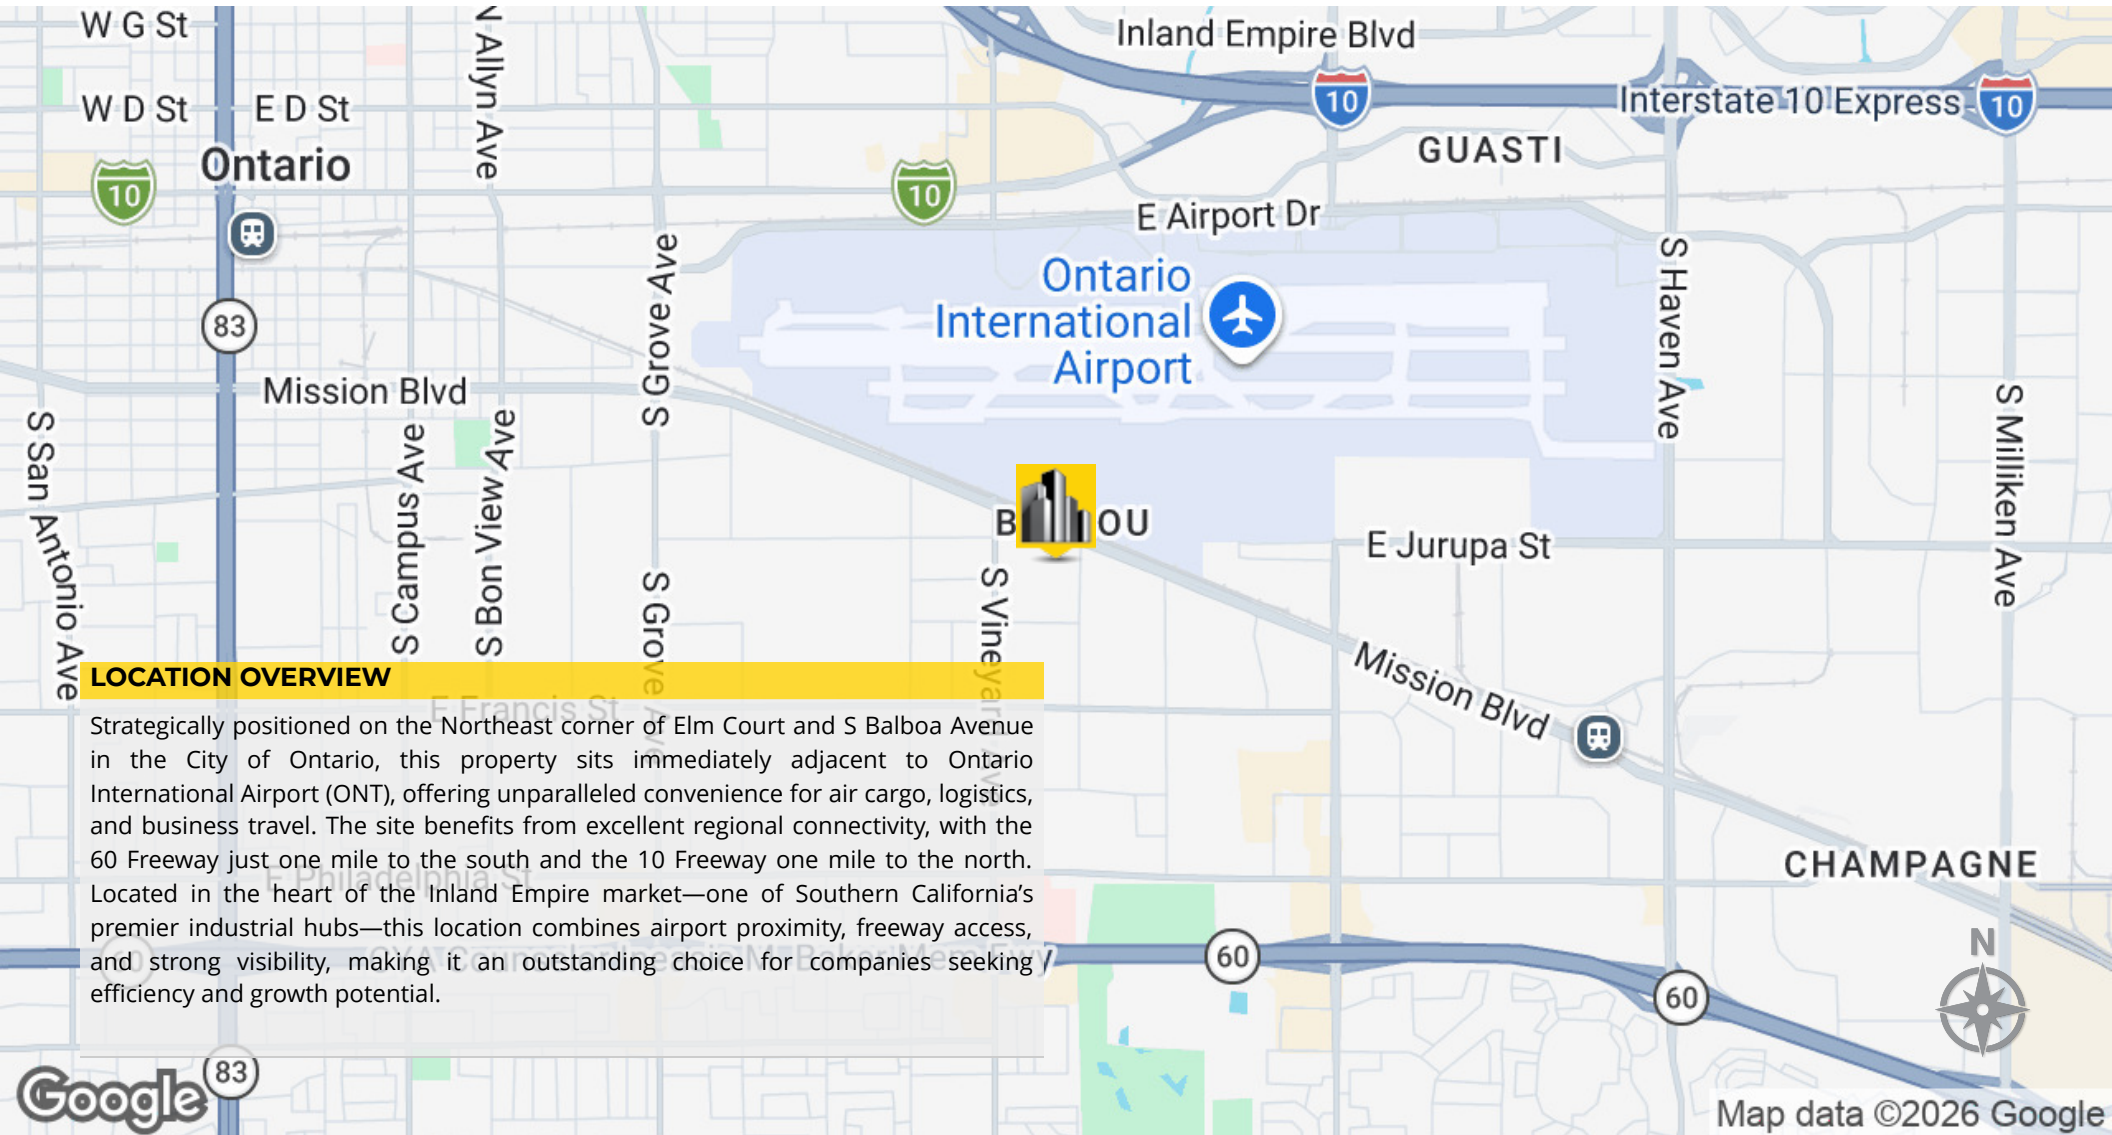 W G St
N Allyn Ave
Inland Empire Blvd
10
Interstate 10 Express
10
W D St
E D St
GUASTI
Ontario
10
10
E Airport Dr
S Grove Ave
S Haven Ave
Ontario
International
Airport
83
Mission Blvd
S San Antonio Ave
S Campus Ave
S Bon View Ave
S Milliken Ave
B OU
E Jurupa St
S Grove Ave
S Vineyard Ave
Mission Blvd
LOCATION OVERVIEW
E Francis St
Strategically positioned on the Northeast corner of Elm Court and S Balboa Avenue
in the City of Ontario, this property sits immediately adjacent to Ontario
International Airport (ONT), offering unparalleled convenience for air cargo, logistics,
and business travel. The site benefits from excellent regional connectivity, with the
60 Freeway just one mile to the south and the 10 Freeway one mile to the north.
Located in the heart of the Inland Empire market—one of Southern California’s
premier industrial hubs—this location combines airport proximity, freeway access,
and strong visibility, making it an outstanding choice for companies seeking
efficiency and growth potential.
E Philadelphia St
CHAMPAGNE
60
60
60
N
83
Google
Map data ©2026 Google